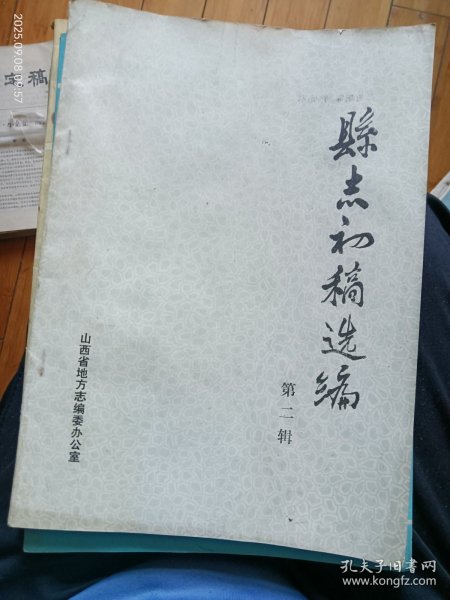 縣志初稿选编
第二辑
山西省地方志编委办公室
2025.09.08 08:57
孔夫子旧书网
www.kongfz.com